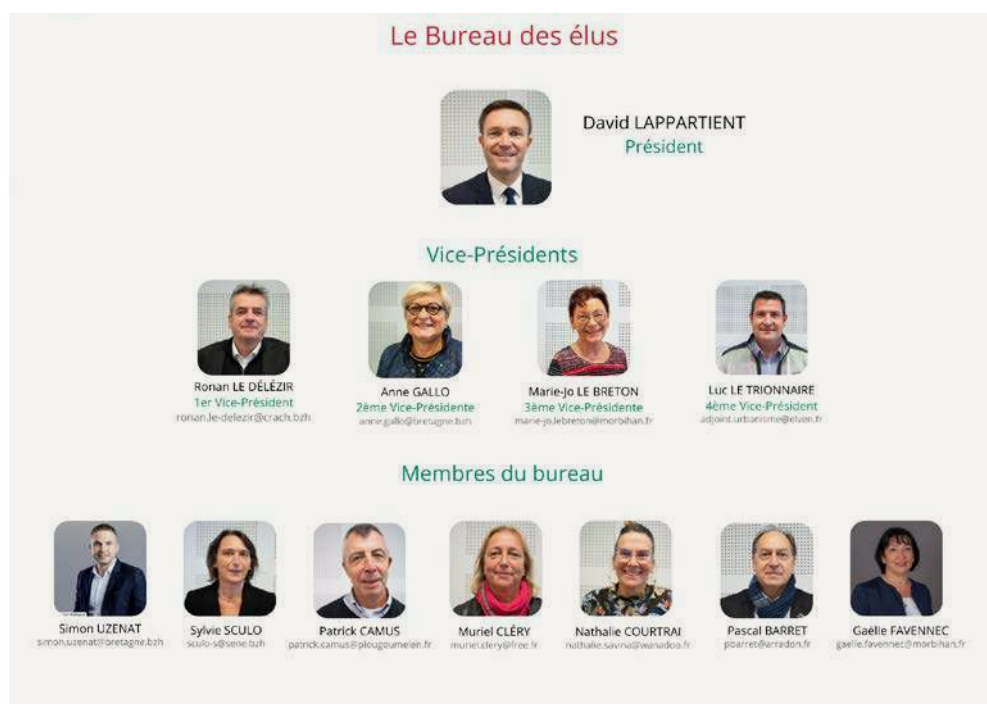 Le Bureau des élus
David LAPPARTIENT
Président
Vice-Présidents
Ronan LE DÉLÉZIR
1er Vice-Président
ronan.le-delezir@crach.bzh
Anne GALLO
2ème Vice-Présidente
anne.gallo@bretagne.bzh
Marie-Jo LE BRETON
3ème Vice-Présidente
marie-jo.lebreton@morbihan.fr
Luc LE TRIONNAIRE
4ème Vice-Président
adjoint.urbanisme@elven.fr
Membres du bureau
Simon UZENAT
simon.uzenat@bretagne.bzh
Sylvie SCULO
sculo-s@sene.bzh
Patrick CAMUS
patrick.camus@plougoumelen.fr
Muriel CLÉRY
muriel.clery@free.fr
Nathalie COURTRAI
nathalie.savina@wanadoo.fr
Pascal BARRET
pbarret@arradon.fr
Gaëlle FAVENNEC
gaelle.favennec@morbihan.fr